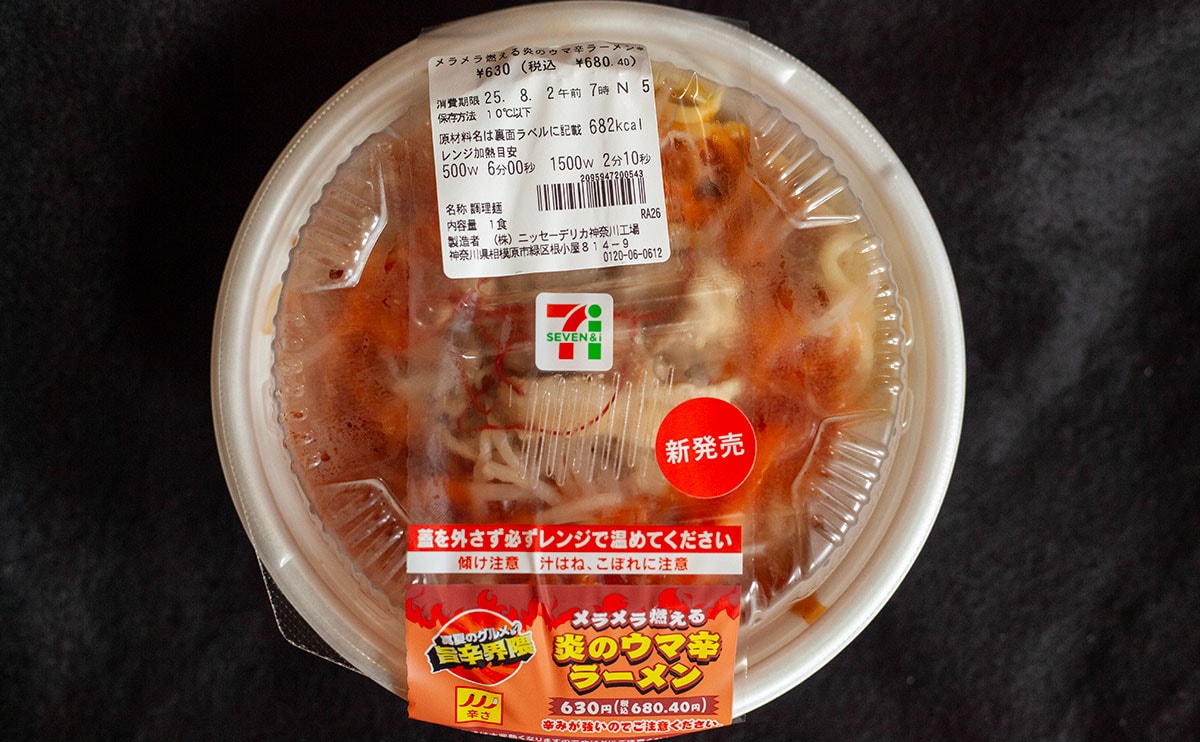 メラメラ燃える炎のウマ辛ラーメン*
¥630 (税込 ¥680.40)
消費期限 25. 8. 2午前 7時 N 5
保存方法 10℃以下
原材料名は裏面ラベルに記載 682kcal
レンジ加熱目安
500W 6分00秒 1500W 2分10秒
2095947200543
名称 調理麺 RA26
内容量 1食
製造者 (株) ニッセーデリカ神奈川工場
神奈川県相模原市緑区根小屋814-9
0120-06-0612
7i
SEVEN&i
新発売
蓋を外さず必ずレンジで温めてください
傾け注意 汁はね、こぼれに注意
真夏のグルメ
旨辛界隈
辛さ
メラメラ燃える
炎のウマ辛
ラーメン
630円(税込680.40円)
辛みが強いのでご注意ください